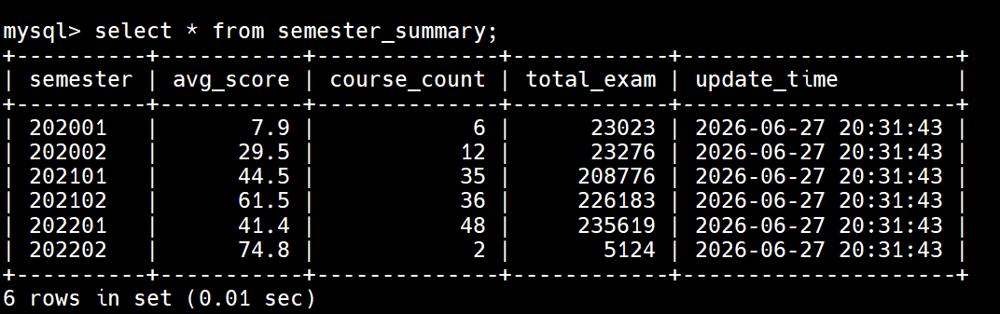 mysql> select * from semester_summary;
+----------+-----------+--------------+------------+---------------------+
| semester | avg_score | course_count | total_exam | update_time         |
+----------+-----------+--------------+------------+---------------------+
| 202001   |       7.9 |            6 |      23023 | 2026-06-27 20:31:43 |
| 202002   |      29.5 |           12 |      23276 | 2026-06-27 20:31:43 |
| 202101   |      44.5 |           35 |     208776 | 2026-06-27 20:31:43 |
| 202102   |      61.5 |           36 |     226183 | 2026-06-27 20:31:43 |
| 202201   |      41.4 |           48 |     235619 | 2026-06-27 20:31:43 |
| 202202   |      74.8 |            2 |       5124 | 2026-06-27 20:31:43 |
+----------+-----------+--------------+------------+---------------------+
6 rows in set (0.01 sec)